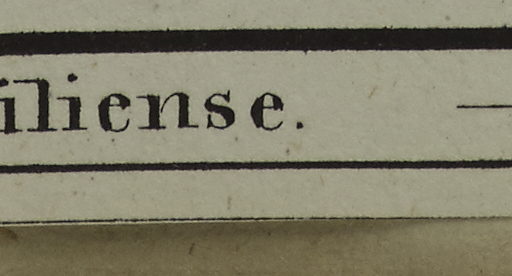 iliense. —